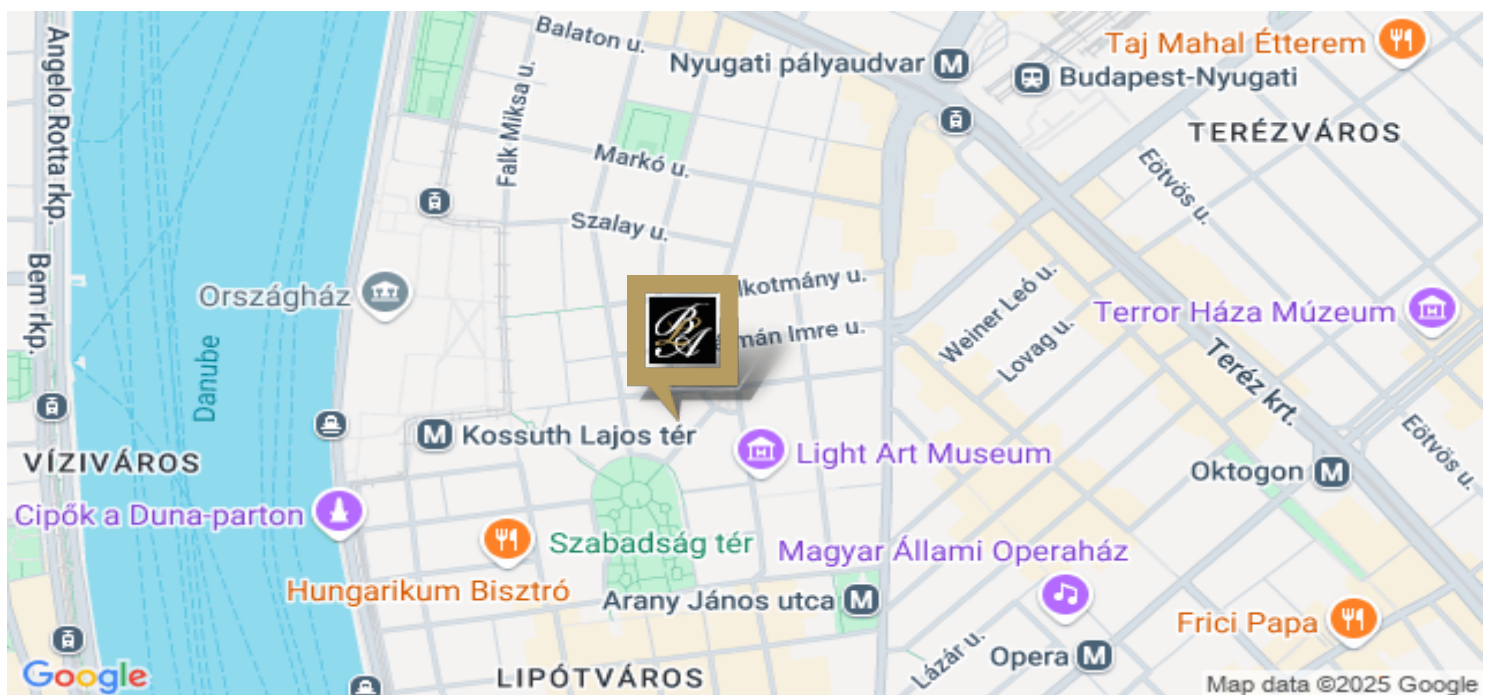 Balaton u.
Taj Mahal Étterem
Nyugati pályaudvar M
Budapest-Nyugati
Angelo Rotta rkp.
Falk Miksa u.
TERÉZVÁROS
Markó u.
Eötvös u.
Szalay u.
Bem rkp.
Országház
lkotmány u.
Weiner Leó u.
Terror Háza Múzeum
mán Imre u.
Lovag u.
Danube
Teréz krt.
M Kossuth Lajos tér
Light Art Museum
Eötvös u.
VÍZIVÁROS
Oktogon M
Cipők a Duna-parton
Szabadság tér
Magyar Állami Operaház
Hungarikum Bisztró
Arany János utca M
Frici Papa
Lázár u.
Opera M
LIPÓTVÁROS
Google
Map data ©2025 Google